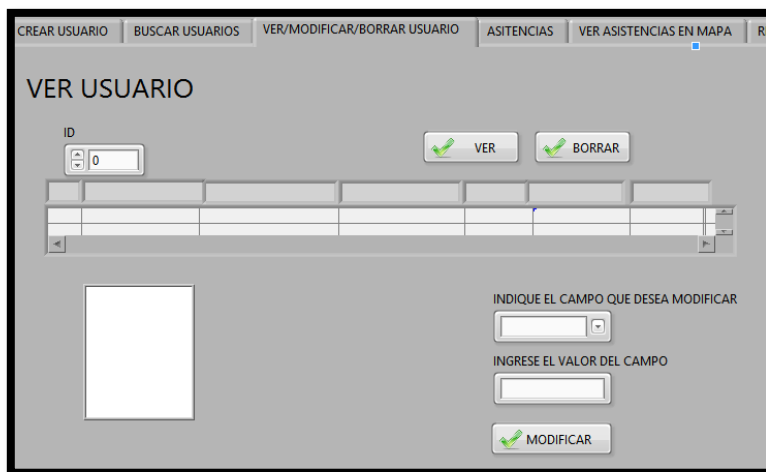 CREAR USUARIO
BUSCAR USUARIOS
VER/MODIFICAR/BORRAR USUARIO
ASITENCIAS
VER ASISTENCIAS EN MAPA
VER USUARIO
ID
0
VER
BORRAR
INDIQUE EL CAMPO QUE DESEA MODIFICAR
INGRESE EL VALOR DEL CAMPO
MODIFICAR